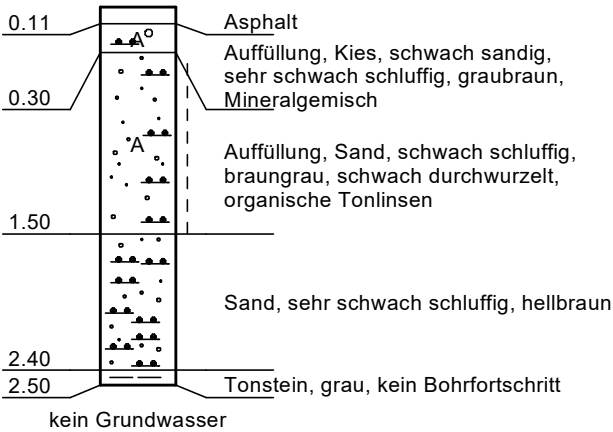 0.11 Asphalt
A
Auffüllung, Kies, schwach sandig,
sehr schwach schluffig, graubraun,
0.30 Mineralgemisch
A
Auffüllung, Sand, schwach schluffig,
braungrau, schwach durchwurzelt,
organische Tonlinsen
1.50
Sand, sehr schwach schluffig, hellbraun
2.40
2.50 Tonstein, grau, kein Bohrfortschritt
kein Grundwasser